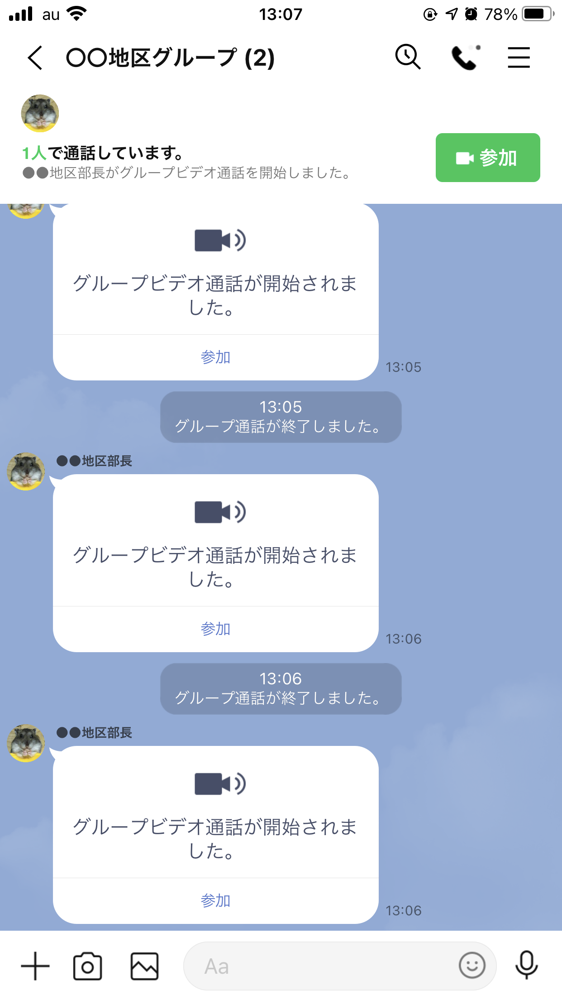 au 13:07 78%
〇〇地区グループ (2)
1人で通話しています。
●●地区部長がグループビデオ通話を開始しました。
参加
グループビデオ通話が開始されま
した。
参加
13:05
13:05
グループ通話が終了しました。
●●地区部長
グループビデオ通話が開始されま
した。
参加
13:06
13:06
グループ通話が終了しました。
●●地区部長
グループビデオ通話が開始されま
した。
参加
13:06
Aa